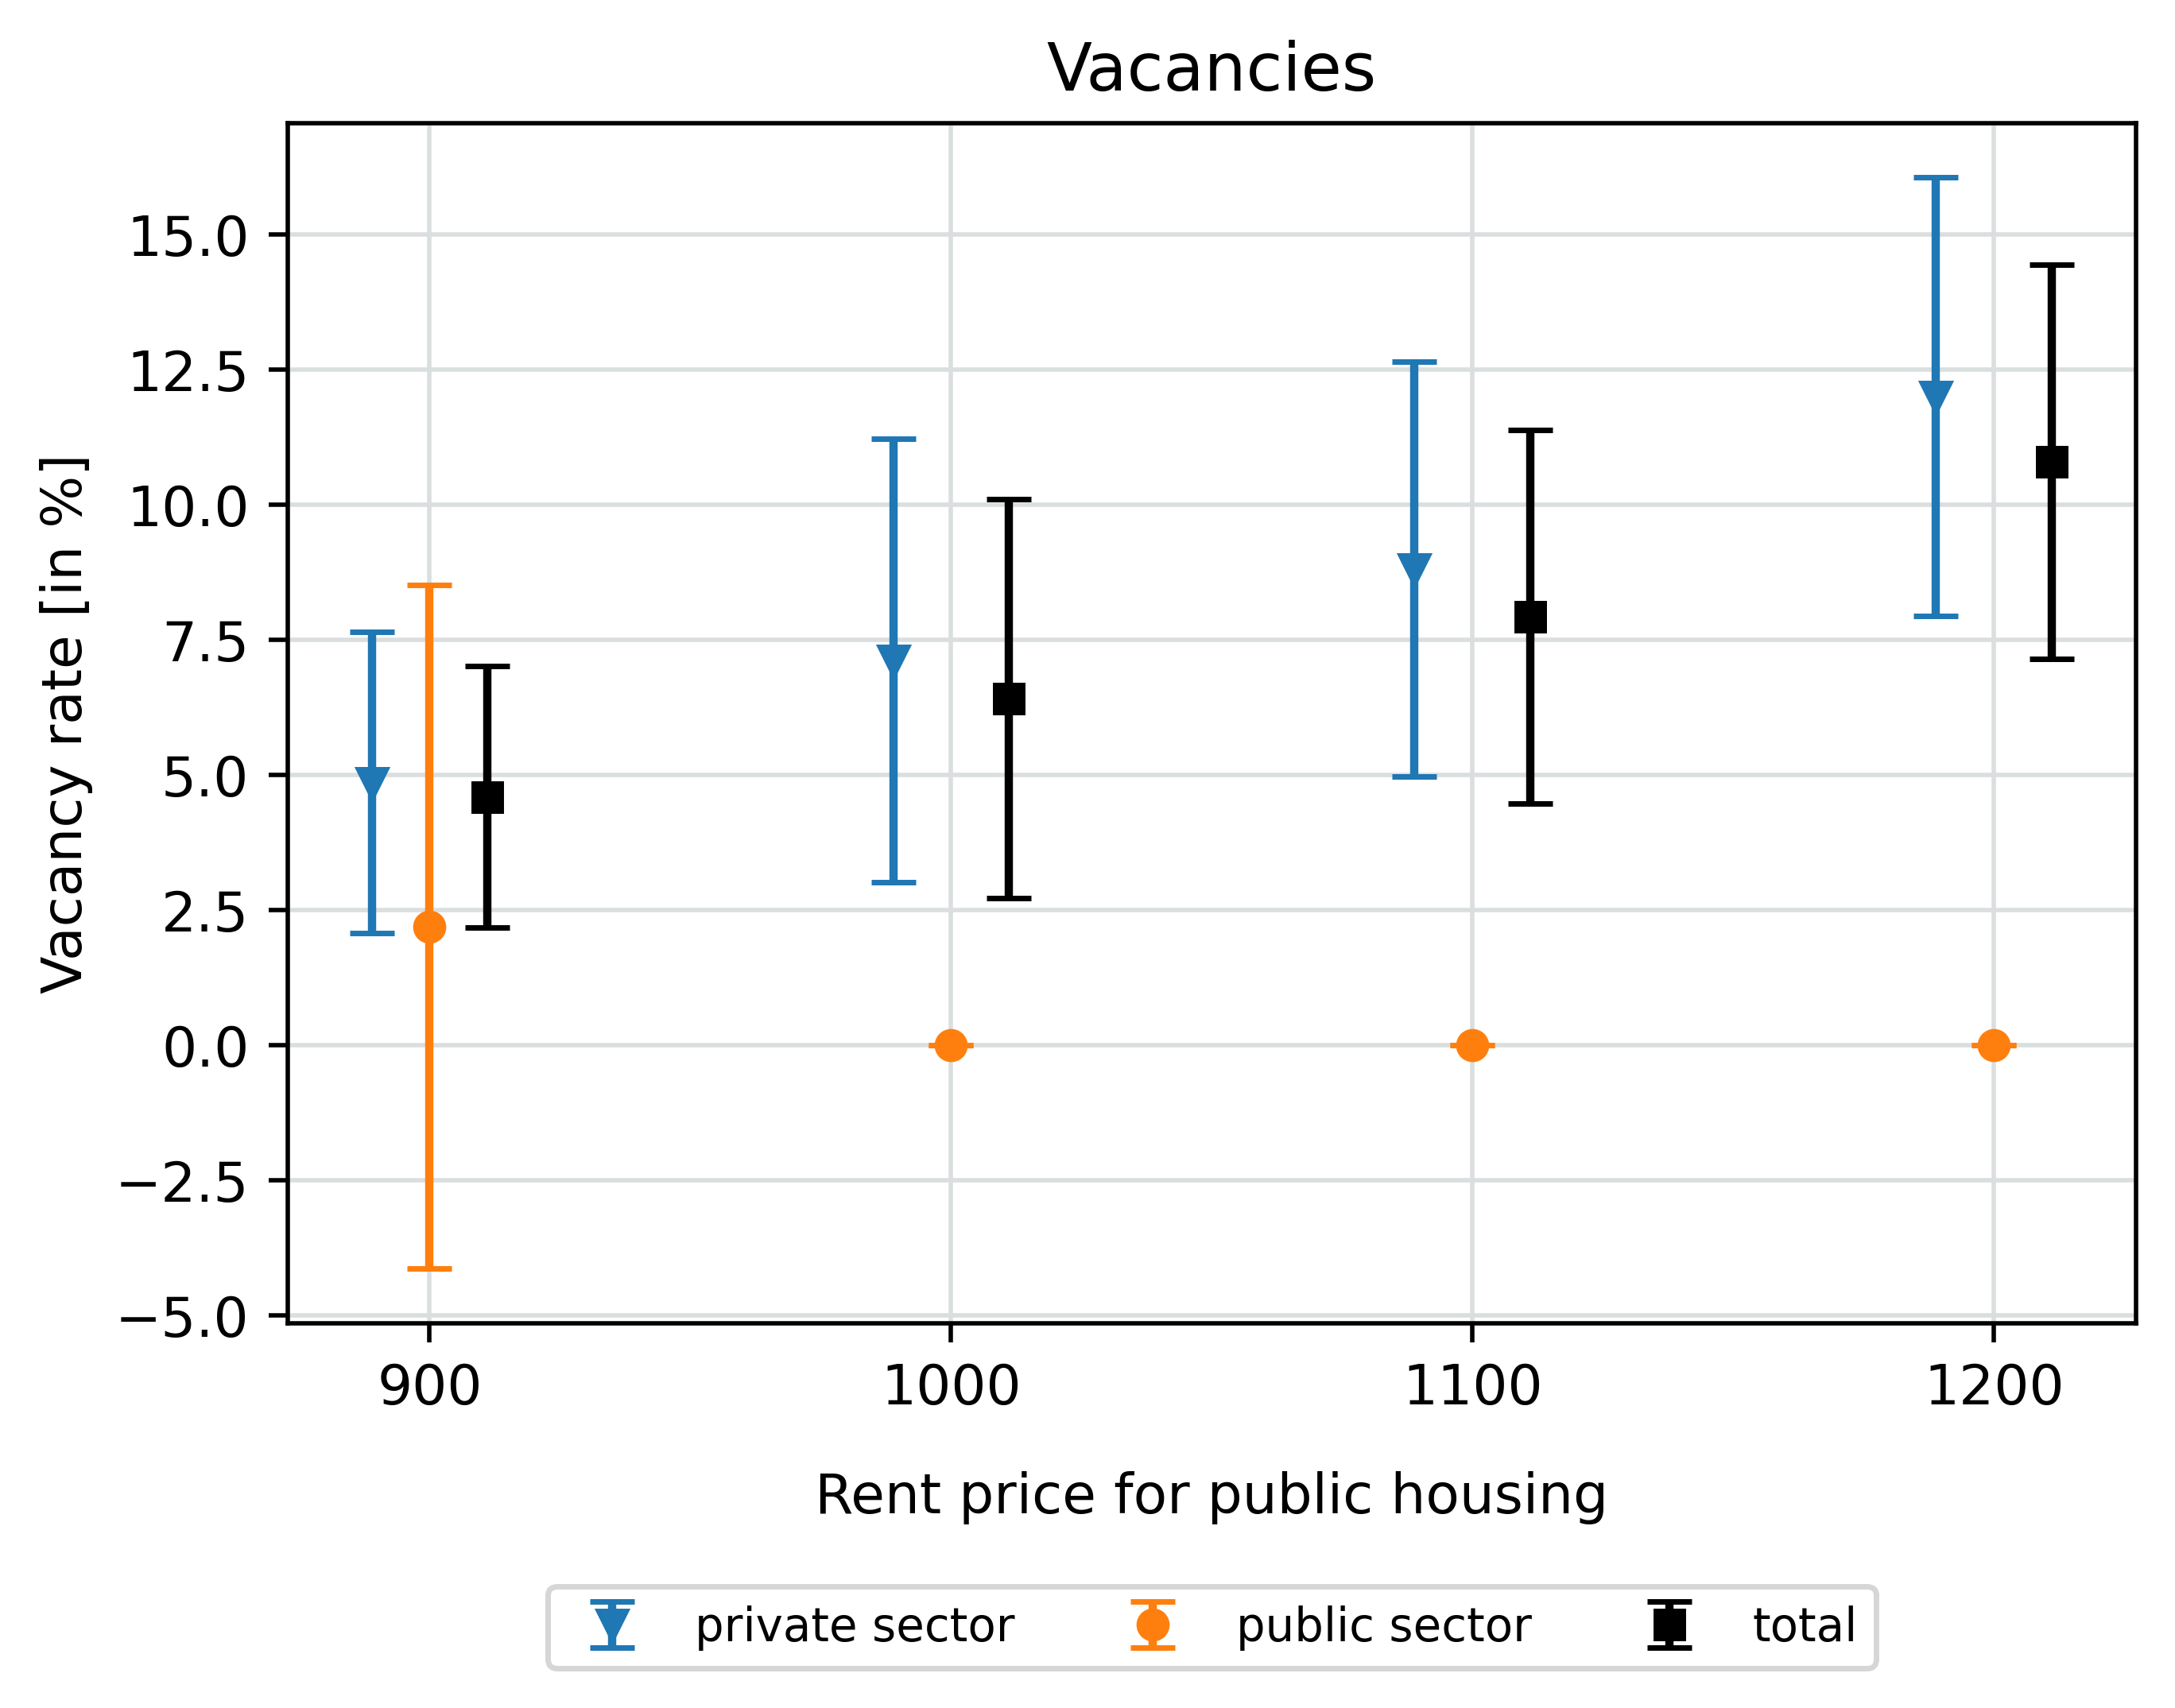 Vacancies
Vacancy rate [in %]
15.0
12.5
10.0
7.5
5.0
2.5
0.0
−2.5
−5.0
900 1000 1100 1200
Rent price for public housing
private sector public sector total